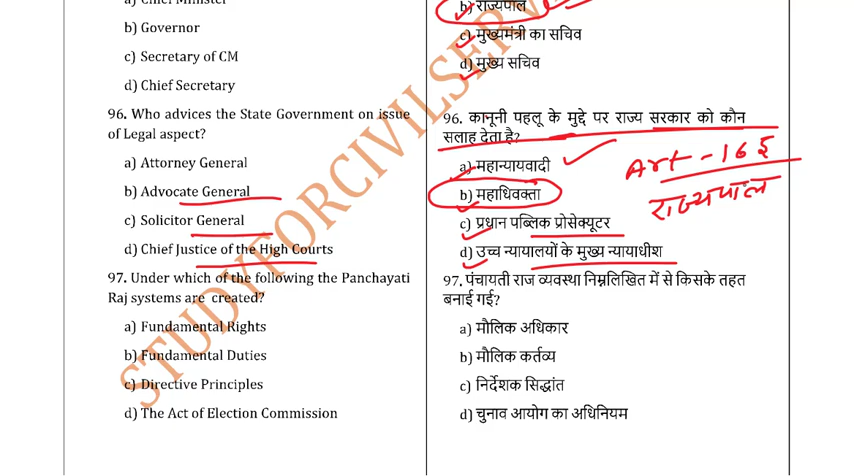 a) Chief Minister
b) Governor
c) Secretary of CM
d) Chief Secretary
96. Who advices the State Government on issue
of Legal aspect?
a) Attorney General
b) Advocate General
c) Solicitor General
d) Chief Justice of the High Courts
97. Under which of the following the Panchayati
Raj systems are created?
a) Fundamental Rights
b) Fundamental Duties
c) Directive Principles
d) The Act of Election Commission
b) राज्यपाल
c) मुख्यमंत्री का सचिव
d) मुख्य सचिव
96. कानूनी पहलू के मुद्दे पर राज्य सरकार को कौन
सलाह देता है?
a) महान्यायवादी
b) महाधिवक्ता
c) प्रधान पब्लिक प्रोसेक्यूटर
d) उच्च न्यायालयों के मुख्य न्यायाधीश
Art - 165
राज्यपाल
97. पंचायती राज व्यवस्था निम्नलिखित में से किसके तहत
बनाई गई?
a) मौलिक अधिकार
b) मौलिक कर्तव्य
c) निर्देशक सिद्धांत
d) चुनाव आयोग का अधिनियम
STUDYFORCIVILSERV